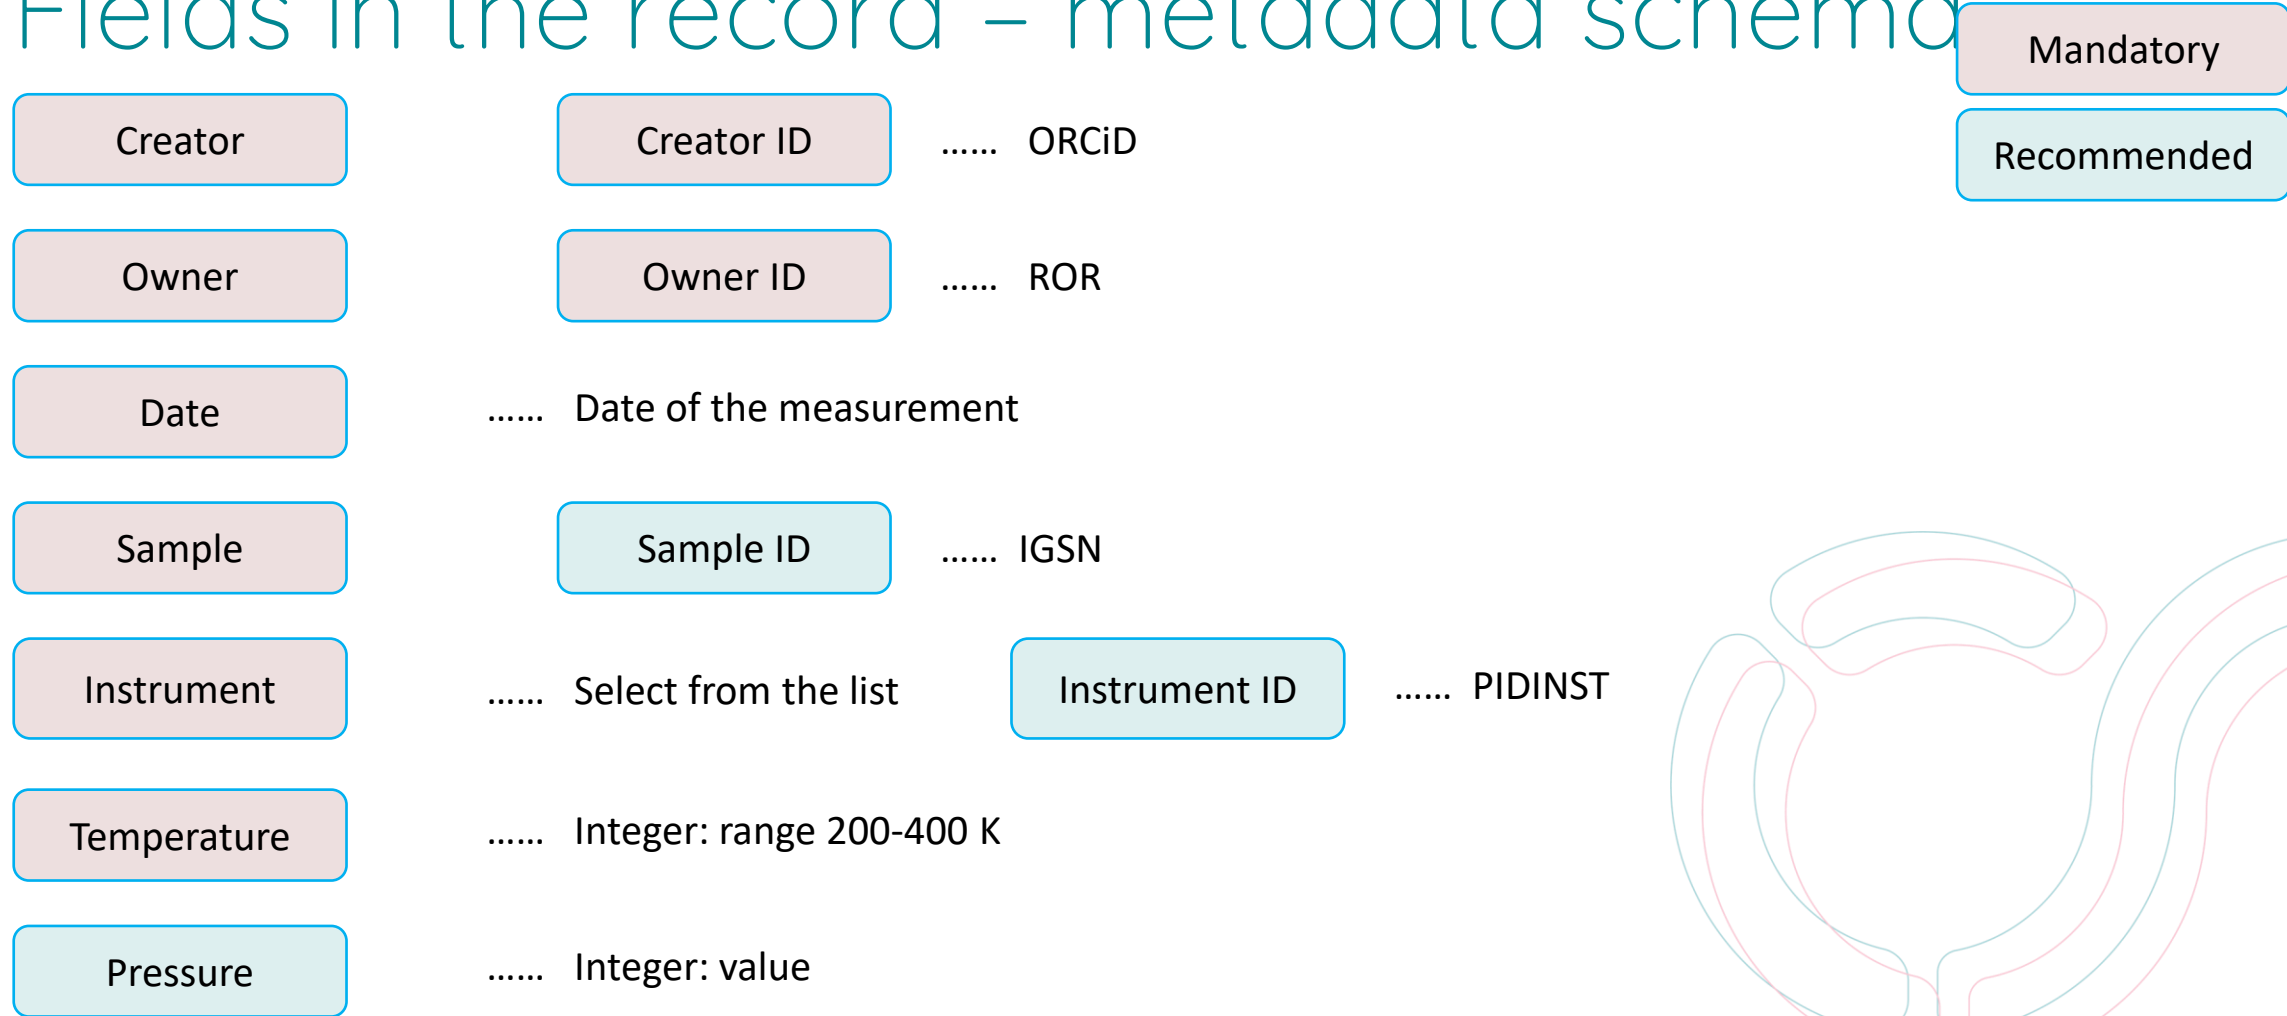 Fields in the record – metadata schema
Mandatory
Recommended
Creator
Creator ID
...... ORCiD
Owner
Owner ID
...... ROR
Date
...... Date of the measurement
Sample
Sample ID
...... IGSN
Instrument
...... Select from the list
Instrument ID
...... PIDINST
Temperature
...... Integer: range 200-400 K
Pressure
...... Integer: value